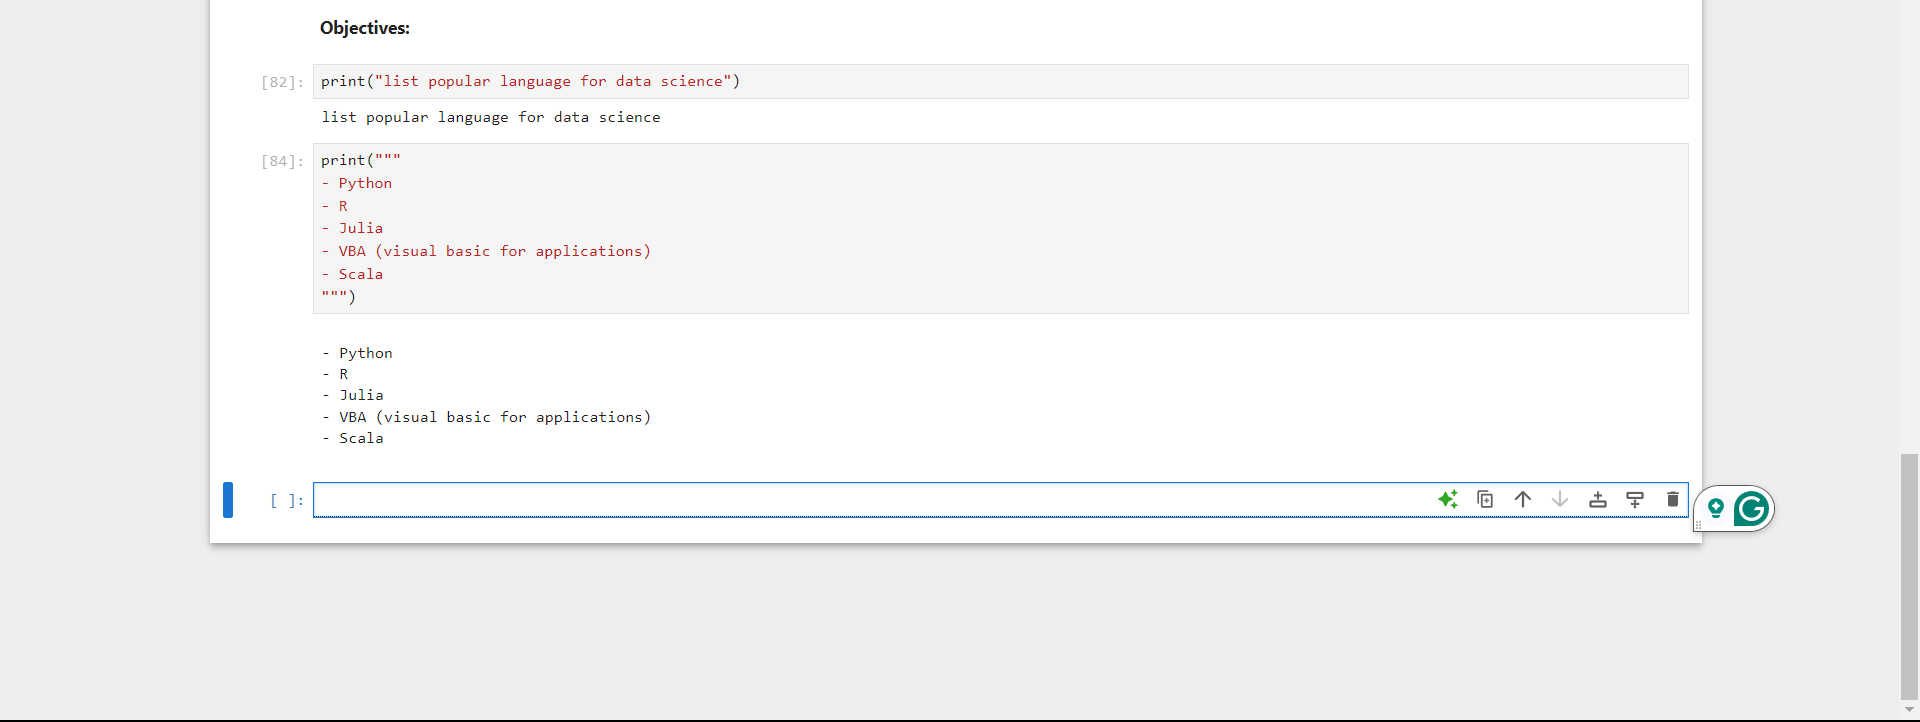 Objectives:
[82]: print("list popular language for data science")
list popular language for data science
[84]: print("""
- Python
- R
- Julia
- VBA (visual basic for applications)
- Scala
""")
- Python
- R
- Julia
- VBA (visual basic for applications)
- Scala
[ ]: